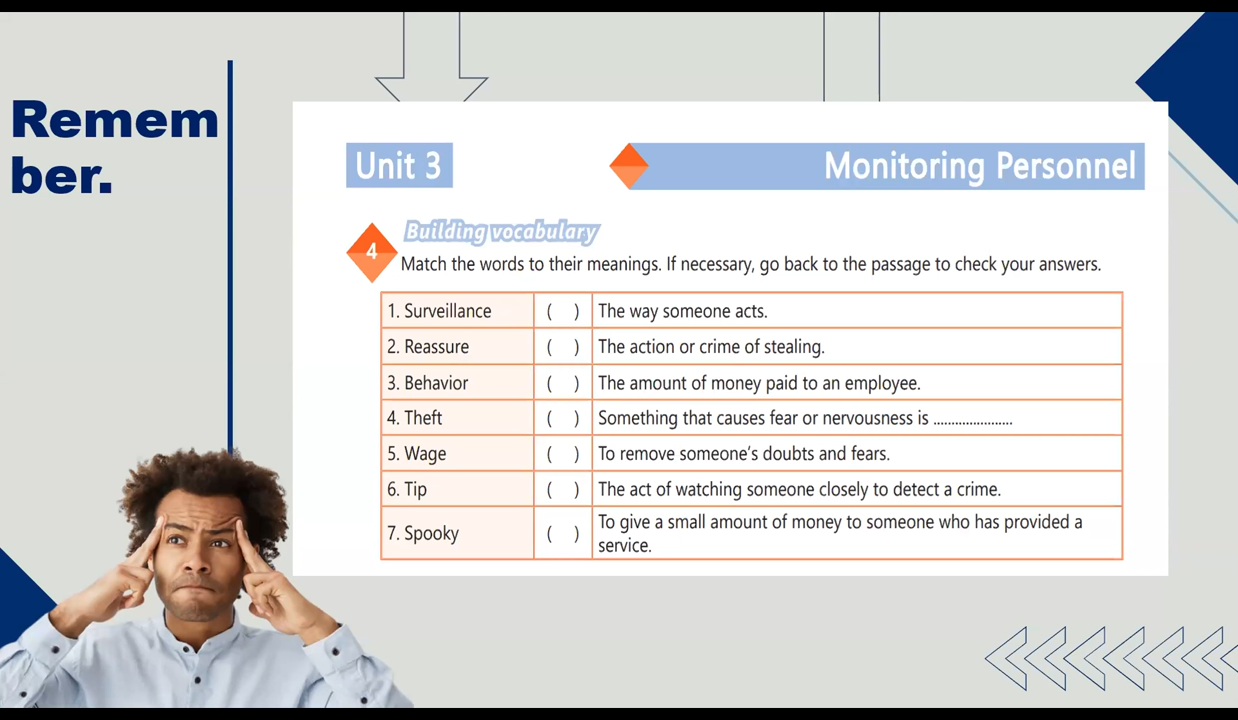 Remem
ber.
Unit 3
Monitoring Personnel
4
Building vocabulary
Match the words to their meanings. If necessary, go back to the passage to check your answers.
1. Surveillance ( ) The way someone acts.
2. Reassure ( ) The action or crime of stealing.
3. Behavior ( ) The amount of money paid to an employee.
4. Theft ( ) Something that causes fear or nervousness is ......................
5. Wage ( ) To remove someone's doubts and fears.
6. Tip ( ) The act of watching someone closely to detect a crime.
7. Spooky ( ) To give a small amount of money to someone who has provided a
service.